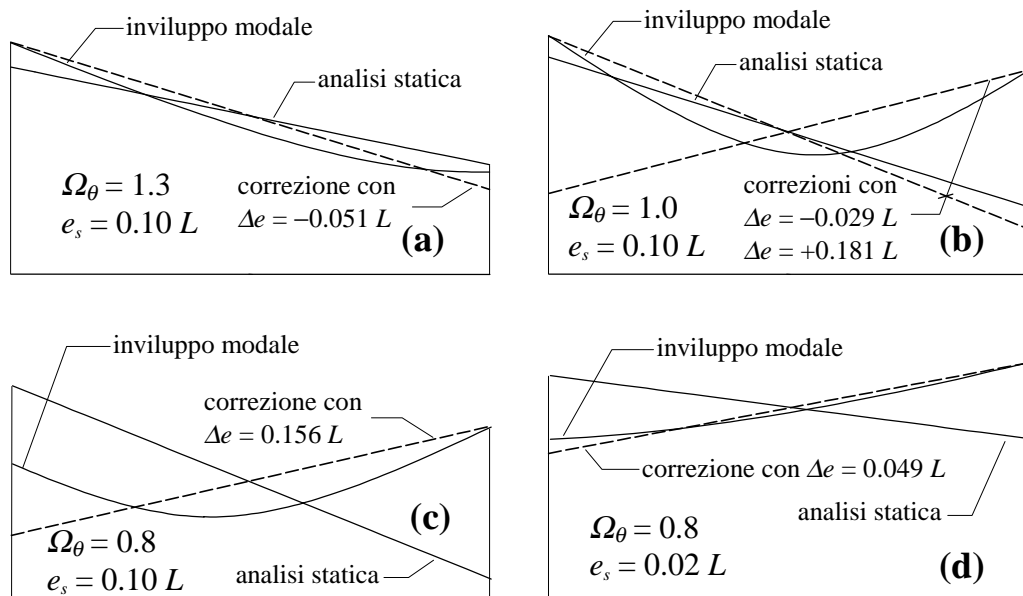 inviluppo modale
analisi statica
Ωθ = 1.3
es = 0.10 L
correzione con
Δe = −0.051 L
(a)
inviluppo modale
analisi statica
Ωθ = 1.0
es = 0.10 L
correzioni con
Δe = −0.029 L
Δe = +0.181 L
(b)
inviluppo modale
correzione con
Δe = 0.156 L
Ωθ = 0.8
es = 0.10 L
analisi statica
(c)
inviluppo modale
correzione con Δe = 0.049 L
analisi statica
Ωθ = 0.8
es = 0.02 L
(d)